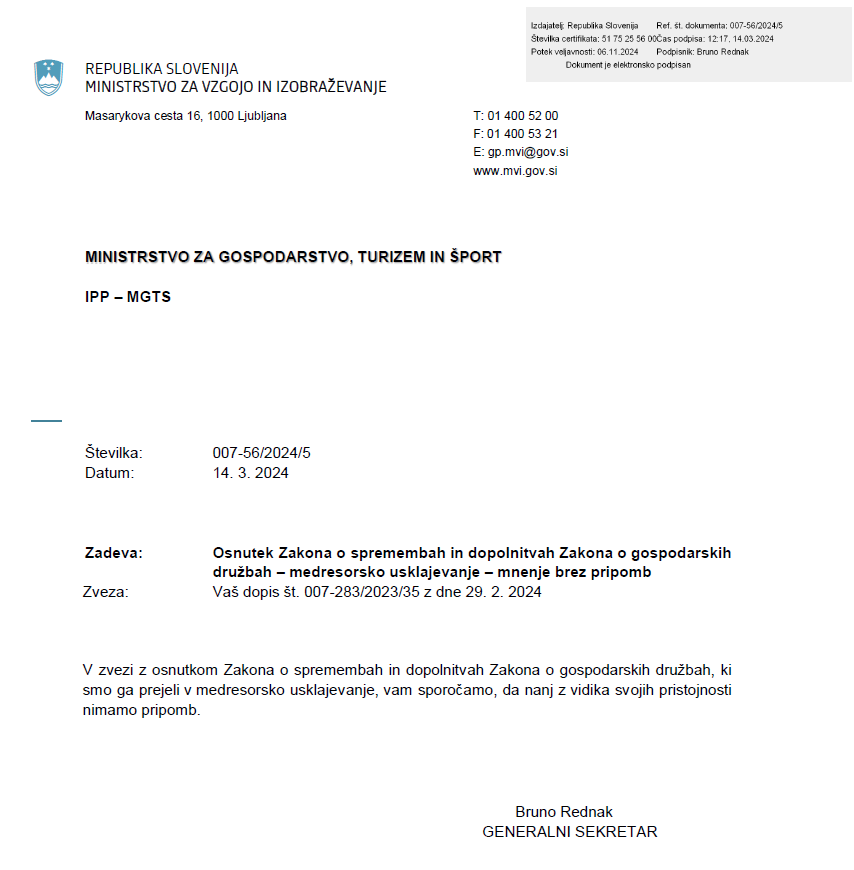 Izdajatelj: Republika Slovenija Ref. št. dokumenta: 007-56/2024/5
Številka certifikata: 51 75 25 56 00Čas podpisa: 12:17, 14.03.2024
Potek veljavnosti: 06.11.2024 Podpisnik: Bruno Rednak
Dokument je elektronsko podpisan
REPUBLIKA SLOVENIJA
MINISTRSTVO ZA VZGOJO IN IZOBRAŽEVANJE
Masarykova cesta 16, 1000 Ljubljana T: 01 400 52 00
F: 01 400 53 21
E: gp.mvi@gov.si
www.mvi.gov.si
MINISTRSTVO ZA GOSPODARSTVO, TURIZEM IN ŠPORT
IPP – MGTS
Številka: 007-56/2024/5
Datum: 14. 3. 2024
Zadeva: Osnutek Zakona o spremembah in dopolnitvah Zakona o gospodarskih
družbah – medresorsko usklajevanje – mnenje brez pripomb
Zveza: Vaš dopis št. 007-283/2023/35 z dne 29. 2. 2024
V zvezi z osnutkom Zakona o spremembah in dopolnitvah Zakona o gospodarskih družbah, ki
smo ga prejeli v medresorsko usklajevanje, vam sporočamo, da nanj z vidika svojih pristojnosti
nimamo pripomb.
Bruno Rednak
GENERALNI SEKRETAR